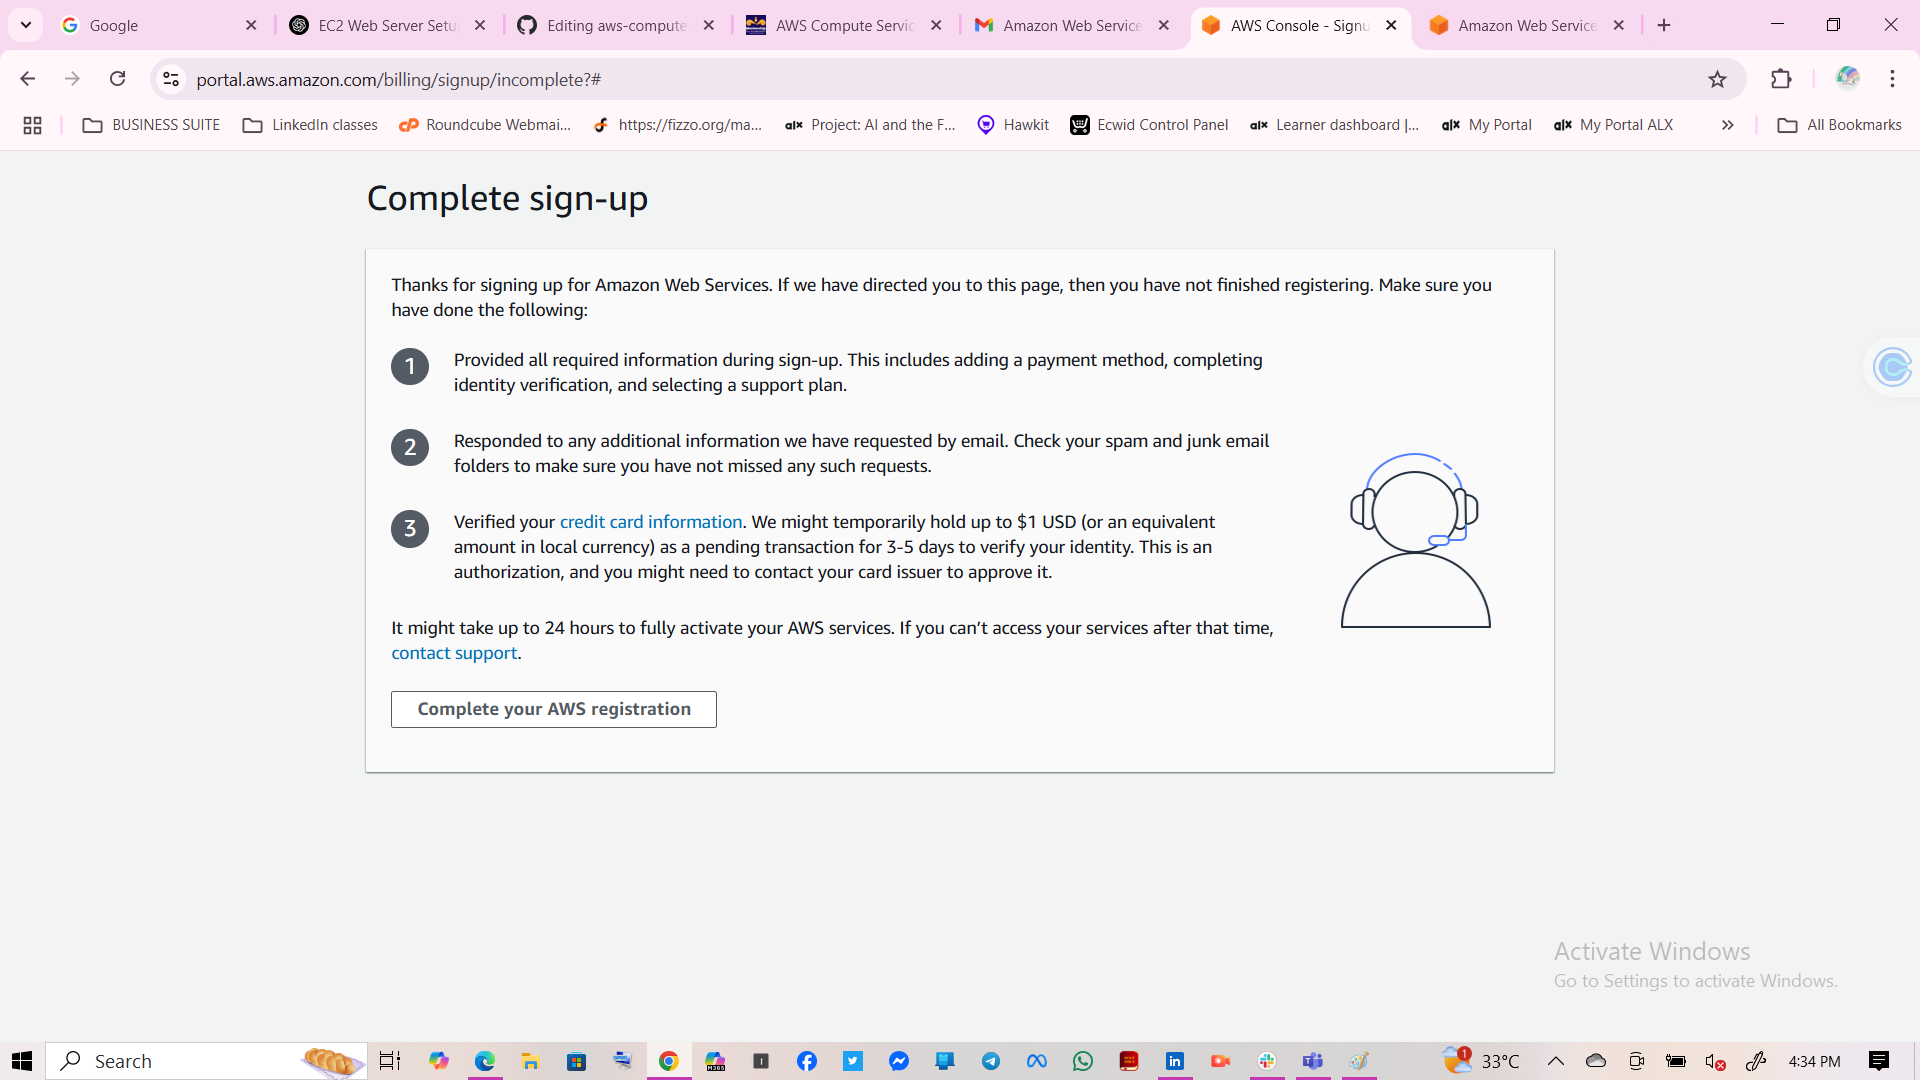 Google
EC2 Web Server Setu
Editing aws-compute
AWS Compute Servic
Amazon Web Service
AWS Console - Signu
Amazon Web Service
portal.aws.amazon.com/billing/signup/incomplete?#
BUSINESS SUITE
LinkedIn classes
Roundcube Webmai...
https://fizzo.org/ma...
alx Project: AI and the F...
Hawkit
Ecwid Control Panel
alx Learner dashboard |...
alx My Portal
alx My Portal ALX
All Bookmarks
Complete sign-up
Thanks for signing up for Amazon Web Services. If we have directed you to this page, then you have not finished registering. Make sure you
have done the following:
1
Provided all required information during sign-up. This includes adding a payment method, completing
identity verification, and selecting a support plan.
2
Responded to any additional information we have requested by email. Check your spam and junk email
folders to make sure you have not missed any such requests.
3
Verified your credit card information. We might temporarily hold up to $1 USD (or an equivalent
amount in local currency) as a pending transaction for 3-5 days to verify your identity. This is an
authorization, and you might need to contact your card issuer to approve it.
It might take up to 24 hours to fully activate your AWS services. If you can’t access your services after that time,
contact support.
Complete your AWS registration
Activate Windows
Go to Settings to activate Windows.
Search
1
33°C
4:34 PM